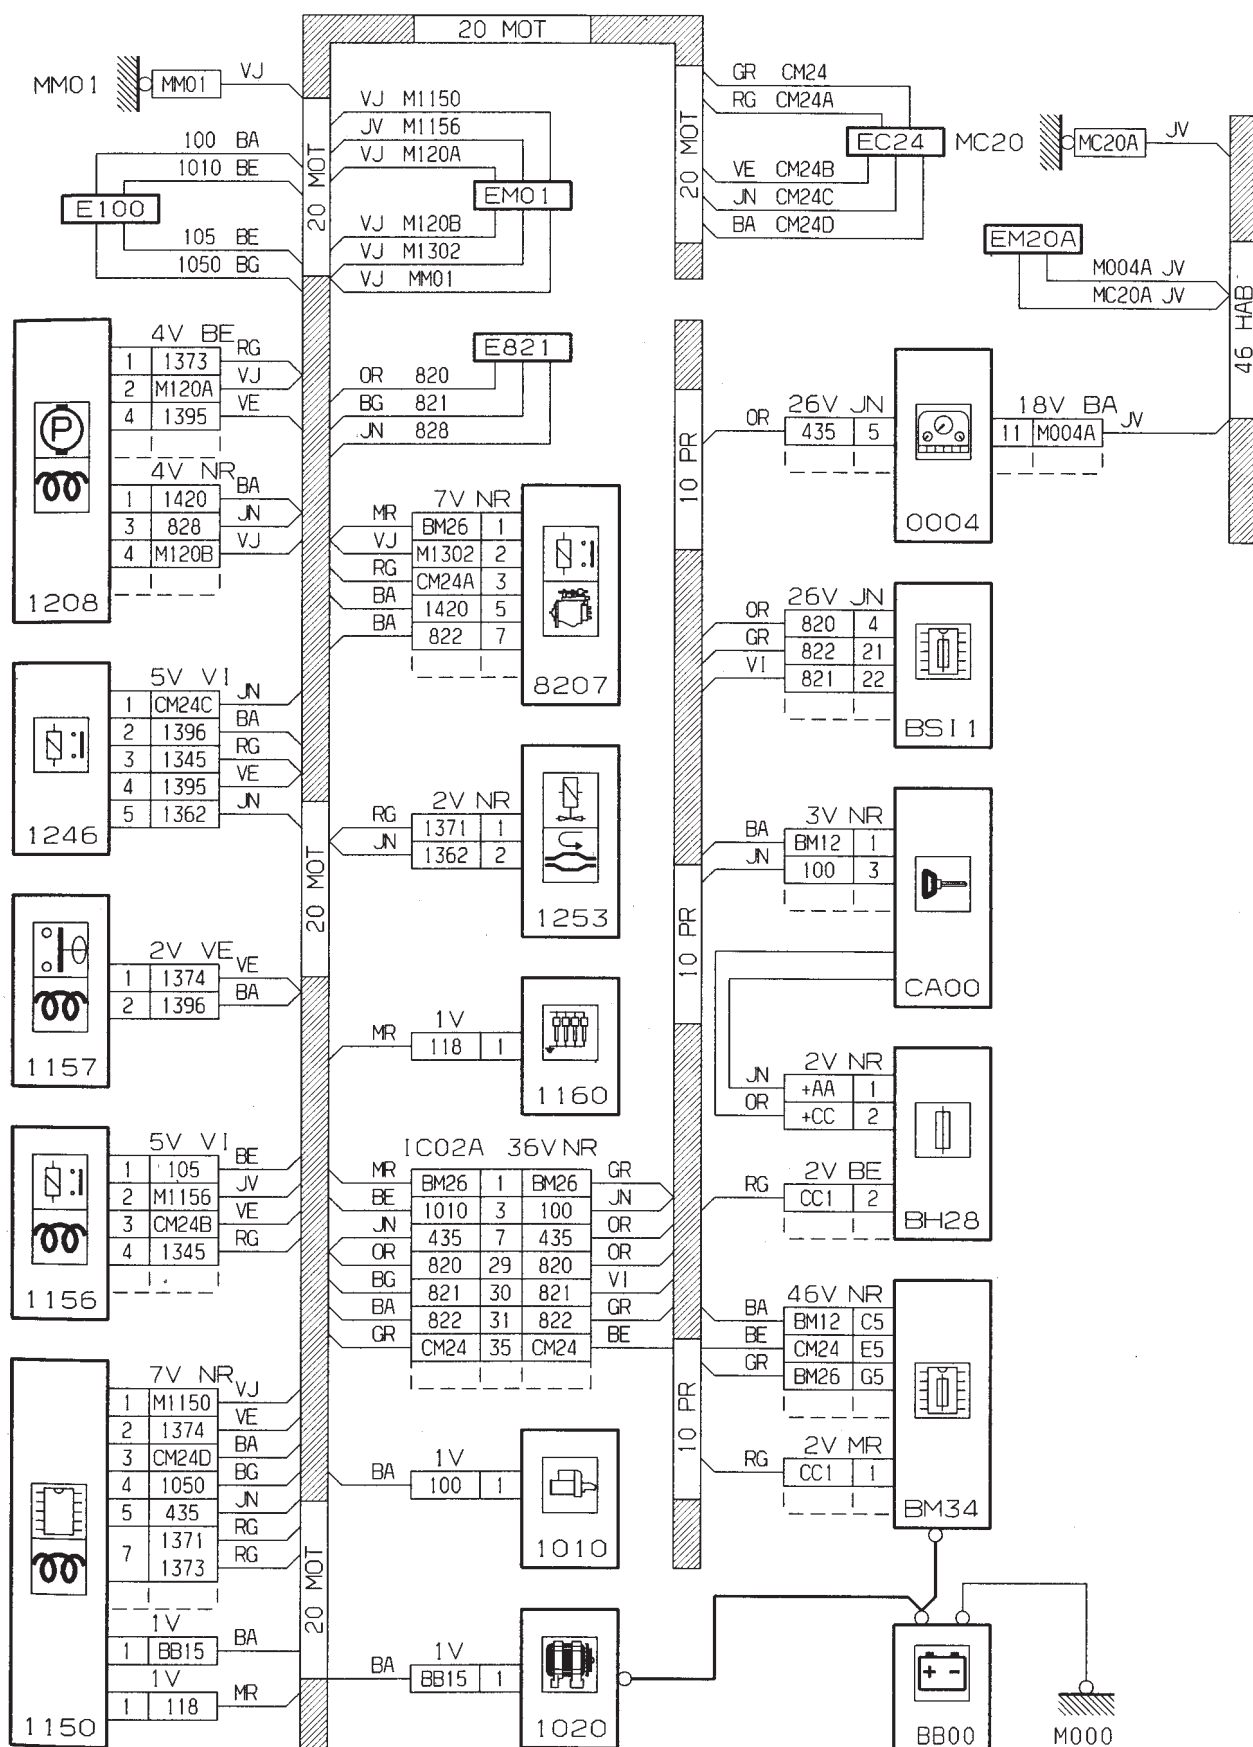 20 MOT
MM01 MM01 VJ
100 BA
1010 BE
E100
105 BE
1050 BG
20 MOT
VJ M1150
JV M1156
VJ M120A
EM01
VJ M120B
VJ M1302
VJ MM01
20 MOT
GR CM24
RG CM24A
EC24
VE CM24B
JN CM24C
BA CM24D
MC20 MC20A JV
EM20A
M004A JV
MC20A JV
46 HAB
4V BE
1 1373 RG
2 M120A VJ
4 1395 VE
4V NR
1 1420 BA
3 828 JN
4 M120B VJ
1208
E821
OR 820
BG 821
JN 828
10 PR
26V JN
OR 435 5
0004
18V BA
11 M004A JV
7V NR
MR BM26 1
VJ M1302 2
RG CM24A 3
BA 1420 5
BA 822 7
8207
26V JN
OR 820 4
GR 822 21
VI 821 22
BSI1
5V VI
1 CM24C JN
2 1396 BA
3 1345 RG
4 1395 VE
5 1362 JN
1246
2V NR
RG 1371 1
JN 1362 2
1253
20 MOT
3V NR
BA BM12 1
JN 100 3
CA00
10 PR
2V VE
1 1374 VE
2 1396 BA
1157
1V
MR 118 1
1160
2V NR
JN +AA 1
OR +CC 2
2V BE
RG CC1 2
BH28
5V VI
1 105 BE
2 M1156 JV
3 CM24B VE
4 1345 RG
1156
IC02A 36V NR
MR BM26 1 BM26 GR
BE 1010 3 100 JN
JN 435 7 435 OR
OR 820 29 820 OR
BG 821 30 821 VI
BA 822 31 822 GR
GR CM24 35 CM24 BE
46V NR
BA BM12 C5
BE CM24 E5
GR BM26 G5
2V MR
RG CC1 1
BM34
10 PR
7V NR
1 M1150 VJ
2 1374 VE
3 CM24D BA
4 1050 BG
5 435 JN
7 1371 RG
1373 RG
1V
1 BB15 BA
1V
1 118 MR
1150
20 MOT
1V
BA 100 1
1010
1V
BA BB15 1
1020
+ -
BB00
M000
P